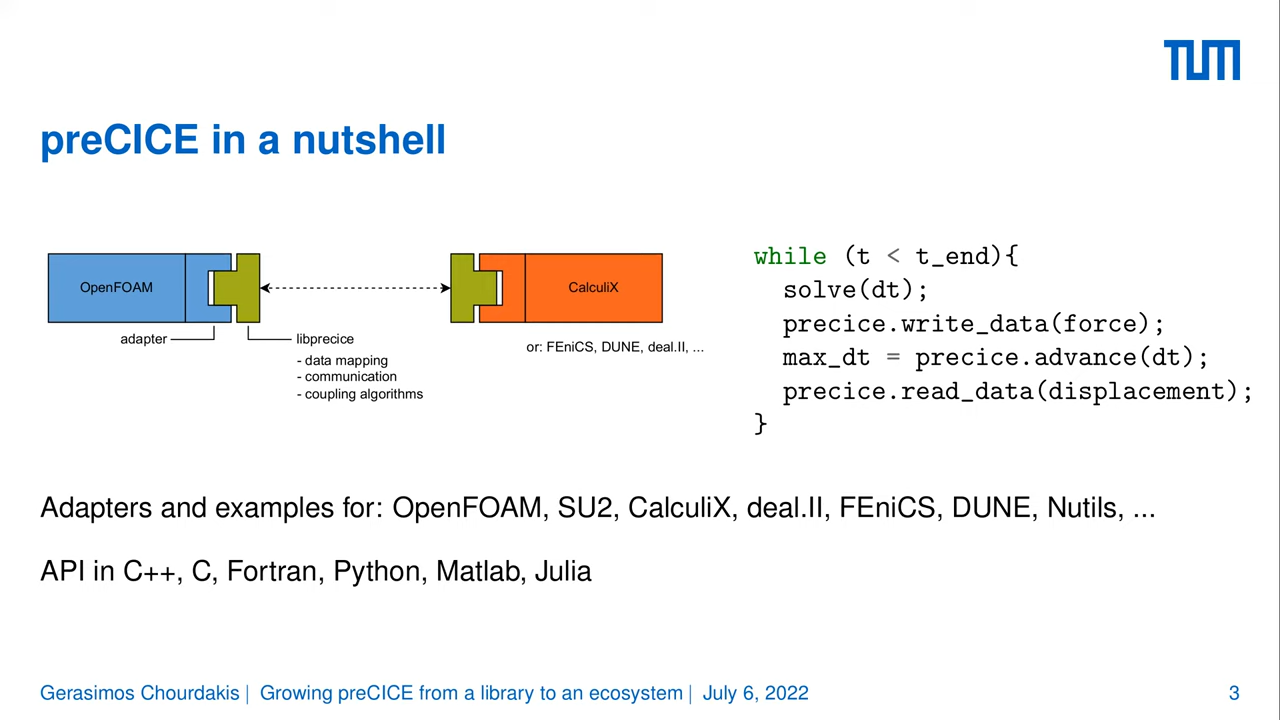 TUM
preCICE in a nutshell
OpenFOAM
CalculiX
adapter
libprecice
- data mapping
- communication
- coupling algorithms
or: FEniCS, DUNE, deal.II, ...
while (t < t_end){
  solve(dt);
  precice.write_data(force);
  max_dt = precice.advance(dt);
  precice.read_data(displacement);
}
Adapters and examples for: OpenFOAM, SU2, CalculiX, deal.II, FEniCS, DUNE, Nutils, ...
API in C++, C, Fortran, Python, Matlab, Julia
Gerasimos Chourdakis | Growing preCICE from a library to an ecosystem | July 6, 2022
3